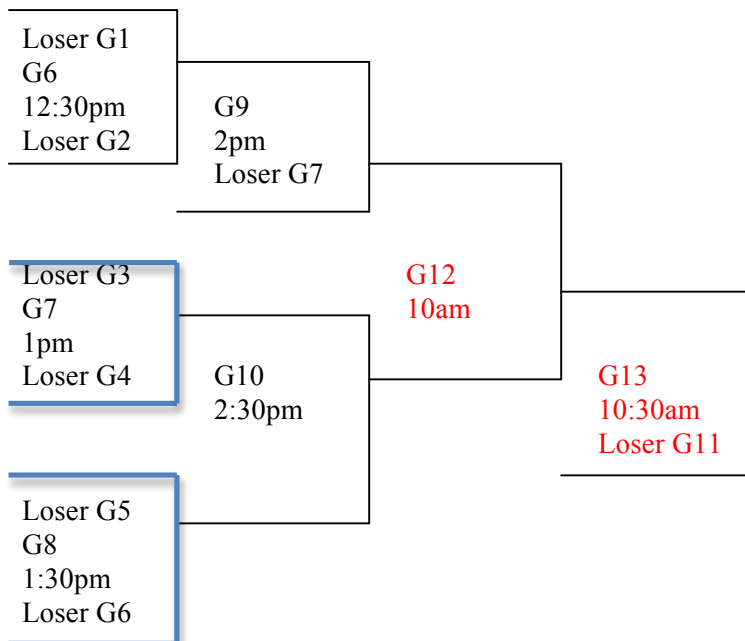 Loser G1
G6
12:30pm
Loser G2
G9
2pm
Loser G7
Loser G3
G7
1pm
Loser G4
G12
10am
G10
2:30pm
G13
10:30am
Loser G11
Loser G5
G8
1:30pm
Loser G6